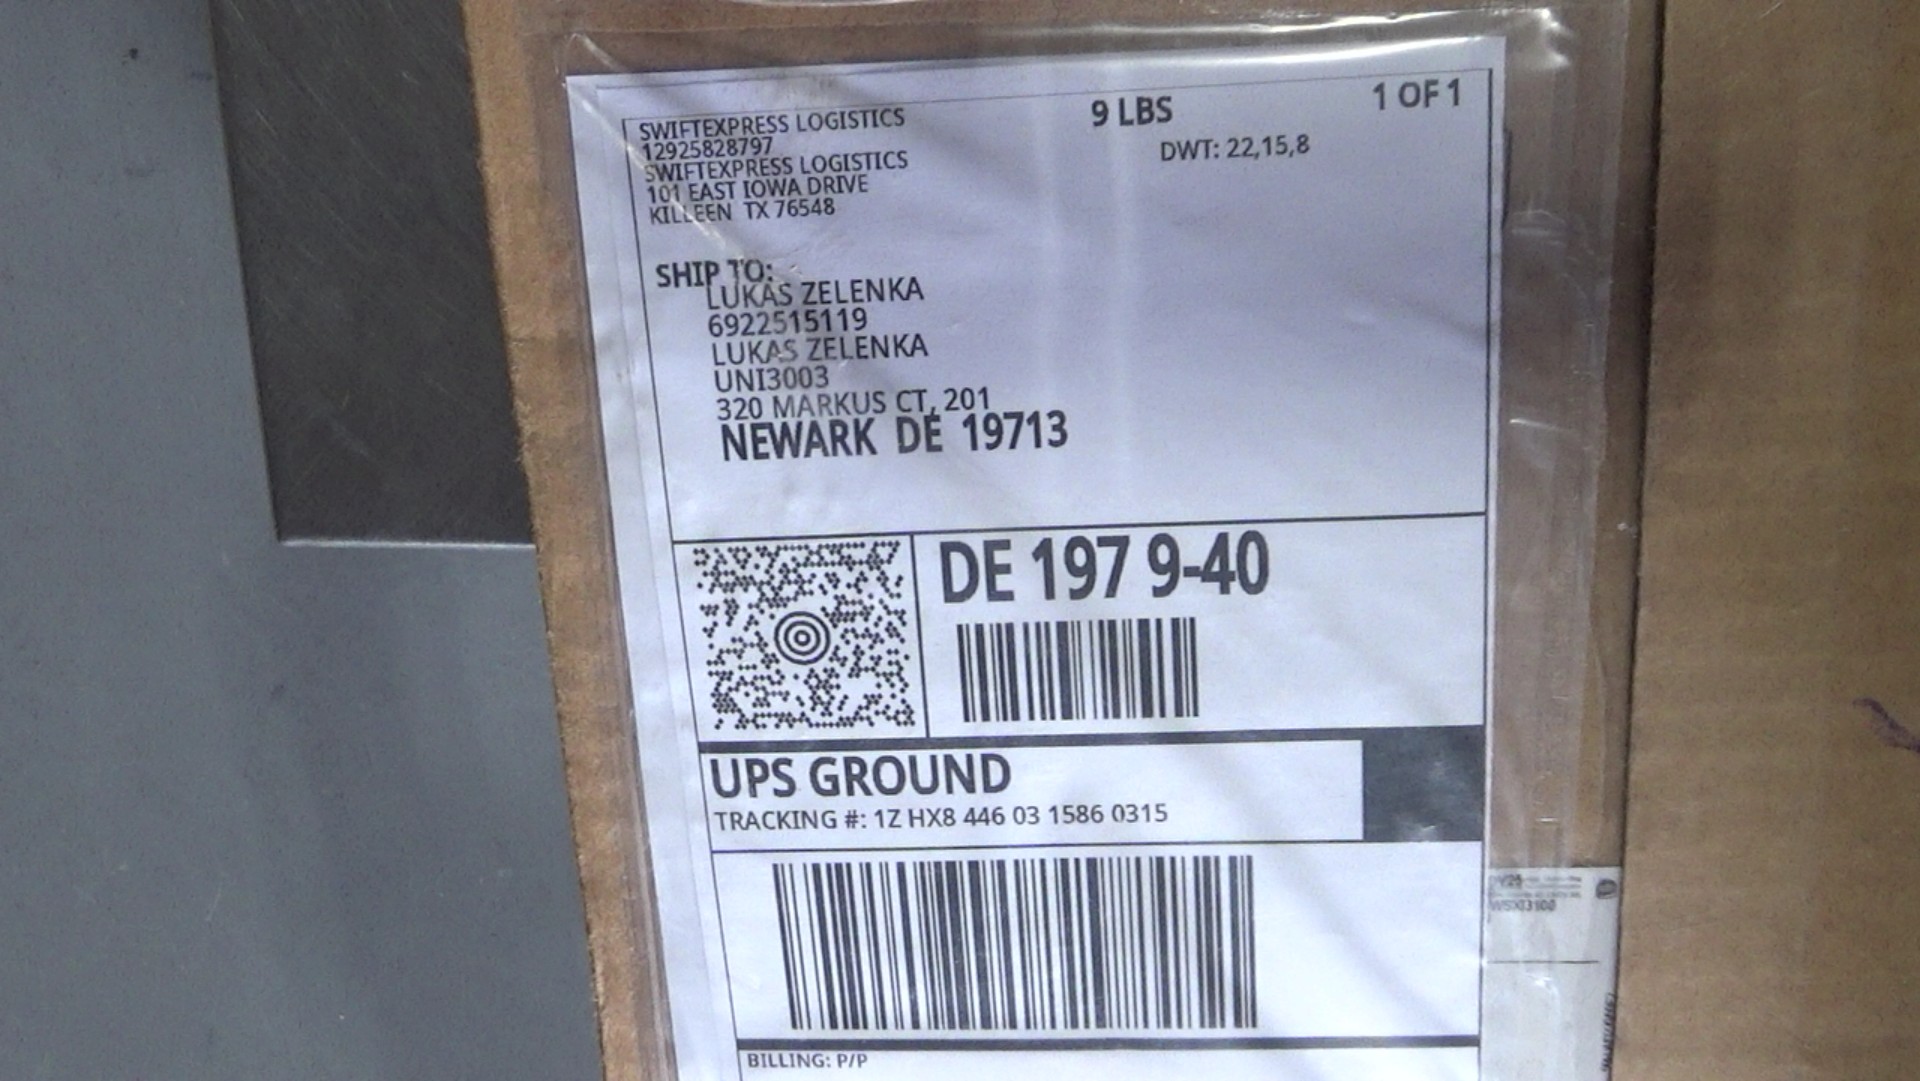 SWIFTEXPRESS LOGISTICS
12925828797
SWIFTEXPRESS LOGISTICS
101 EAST IOWA DRIVE
KILLEEN TX 76548
9 LBS
1 OF 1
DWT: 22,15,8
SHIP TO:
LUKAS ZELENKA
6922515119
LUKAS ZELENKA
UNI3003
320 MARKUS CT, 201
NEWARK DE 19713
DE 197 9-40
UPS GROUND
TRACKING #: 1Z HX8 446 03 1586 0315
BILLING: P/P